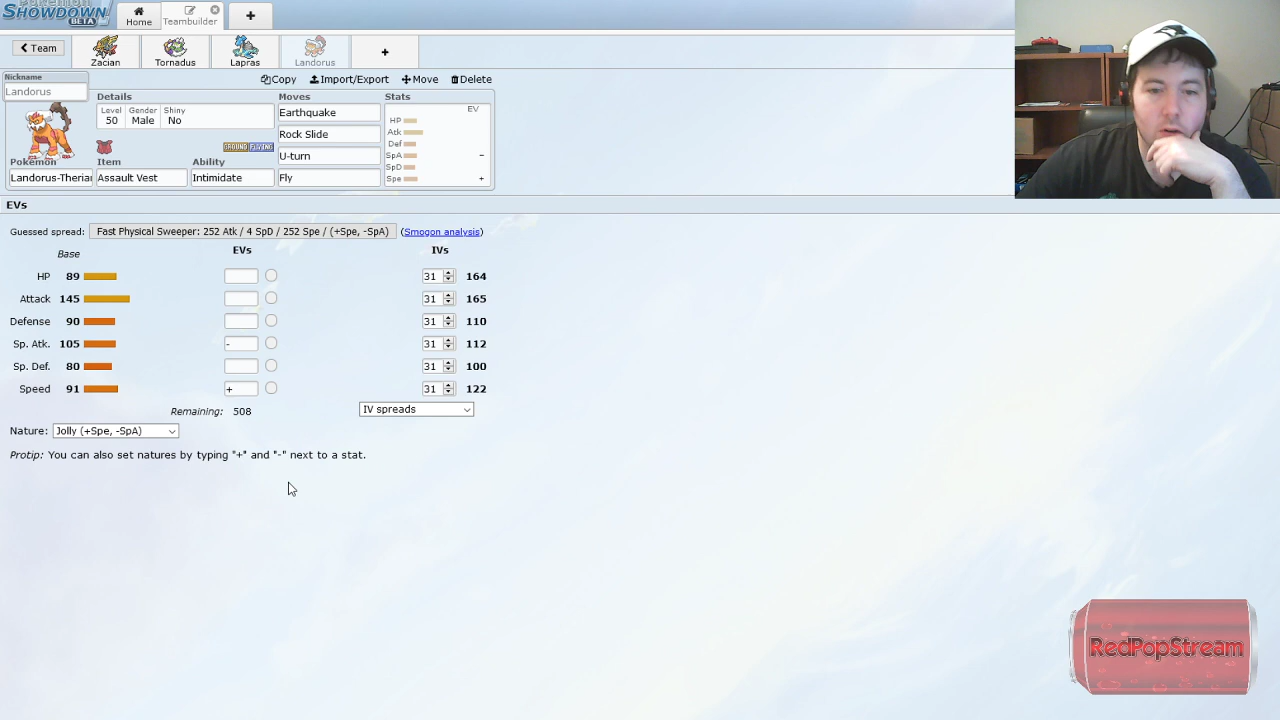 SHOWDOWN
BETA
Home
Teambuilder
+
< Team
Zacian
Tornadus
Lapras
Landorus
+
Nickname
Landorus
Copy
Import/Export
Move
Delete
Details
Level
50
Gender
Male
Shiny
No
Moves
Earthquake
Rock Slide
U-turn
Fly
Stats
EV
HP
Atk
Def
SpA
−
SpD
Spe
+
GROUND FLYING
Pokémon
Landorus-Theria
Item
Assault Vest
Ability
Intimidate
EVs
Guessed spread: Fast Physical Sweeper: 252 Atk / 4 SpD / 252 Spe / (+Spe, -SpA) (Smogon analysis)
Base
EVs
IVs
HP 89 31 164
Attack 145 31 165
Defense 90 31 110
Sp. Atk. 105 - 31 112
Sp. Def. 80 31 100
Speed 91 + 31 122
Remaining: 508
IV spreads
Nature: Jolly (+Spe, -SpA)
Protip: You can also set natures by typing "+" and "-" next to a stat.
RedPopStream